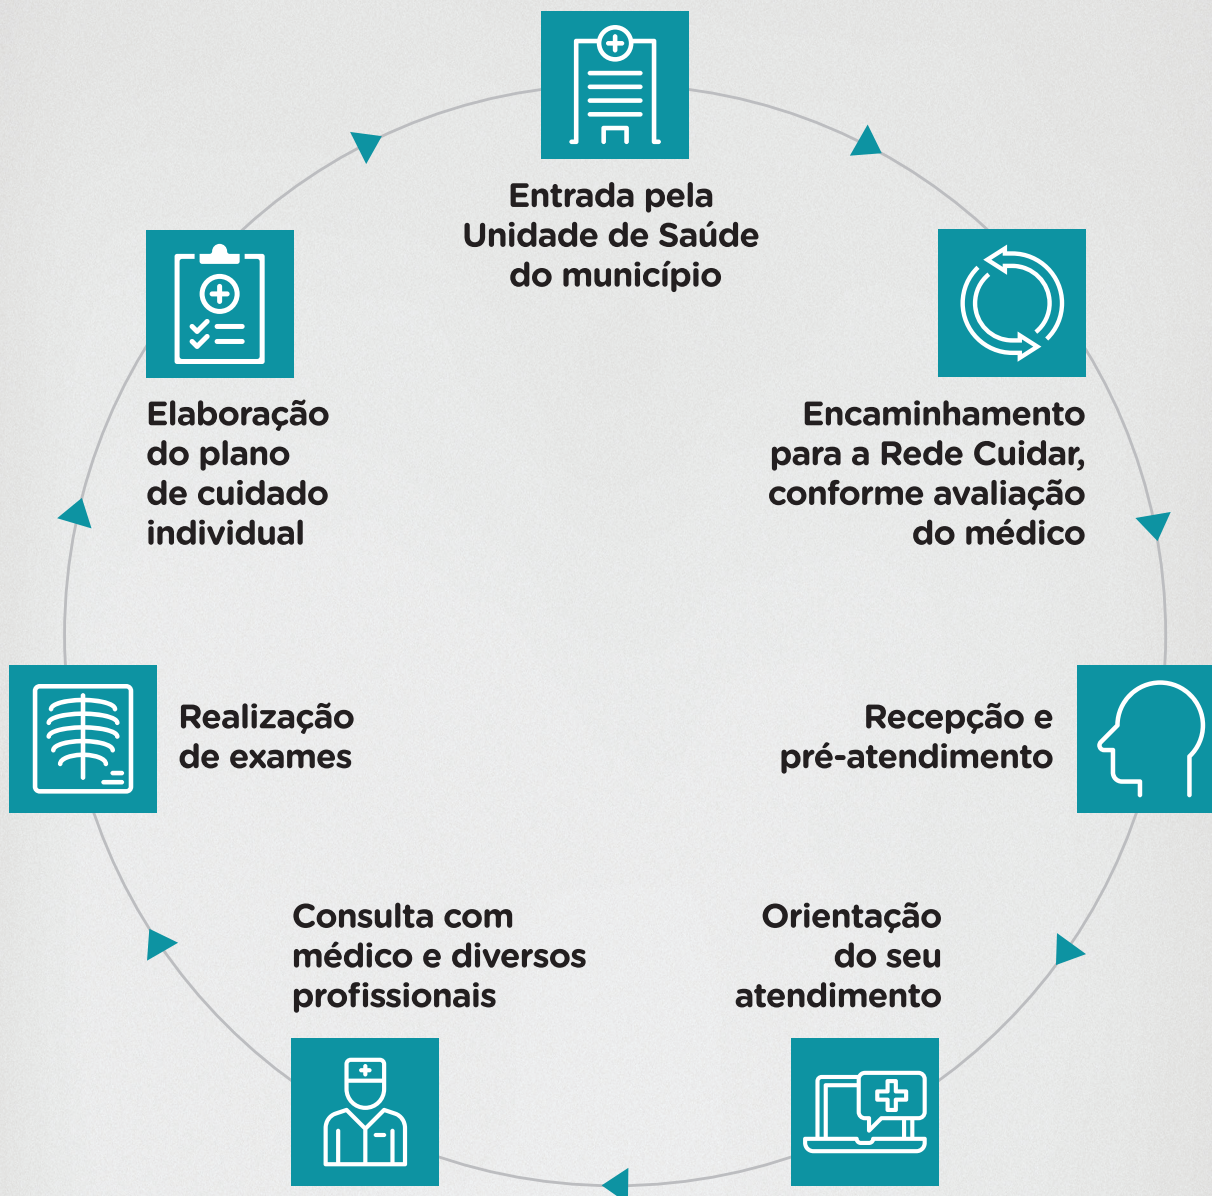 Entrada pela
Unidade de Saúde
do município
Encaminhamento
para a Rede Cuidar,
conforme avaliação
do médico
Recepção e
pré-atendimento
Orientação
do seu
atendimento
Consulta com
médico e diversos
profissionais
Realização
de exames
Elaboração
do plano
de cuidado
individual